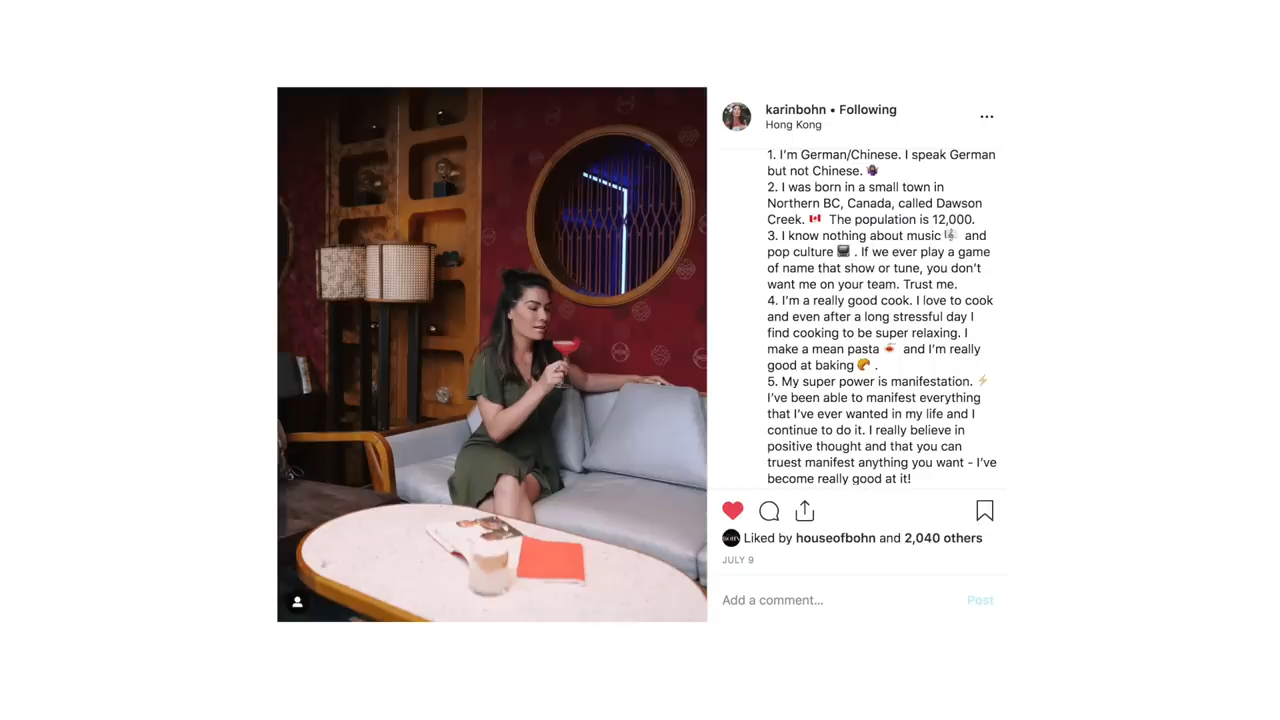 karinbohn • Following
Hong Kong
1. I'm German/Chinese. I speak German
but not Chinese. 🤷🏽‍♀️
2. I was born in a small town in
Northern BC, Canada, called Dawson
Creek. 🇨🇦 The population is 12,000.
3. I know nothing about music 🎼 and
pop culture 📺 . If we ever play a game
of name that show or tune, you don't
want me on your team. Trust me.
4. I'm a really good cook. I love to cook
and even after a long stressful day I
find cooking to be super relaxing. I
make a mean pasta 🍝 and I'm really
good at baking 🥐 .
5. My super power is manifestation. ⚡
I've been able to manifest everything
that I've ever wanted in my life and I
continue to do it. I really believe in
positive thought and that you can
truest manifest anything you want - I've
become really good at it!
Liked by houseofbohn and 2,040 others
JULY 9
Add a comment...
Post